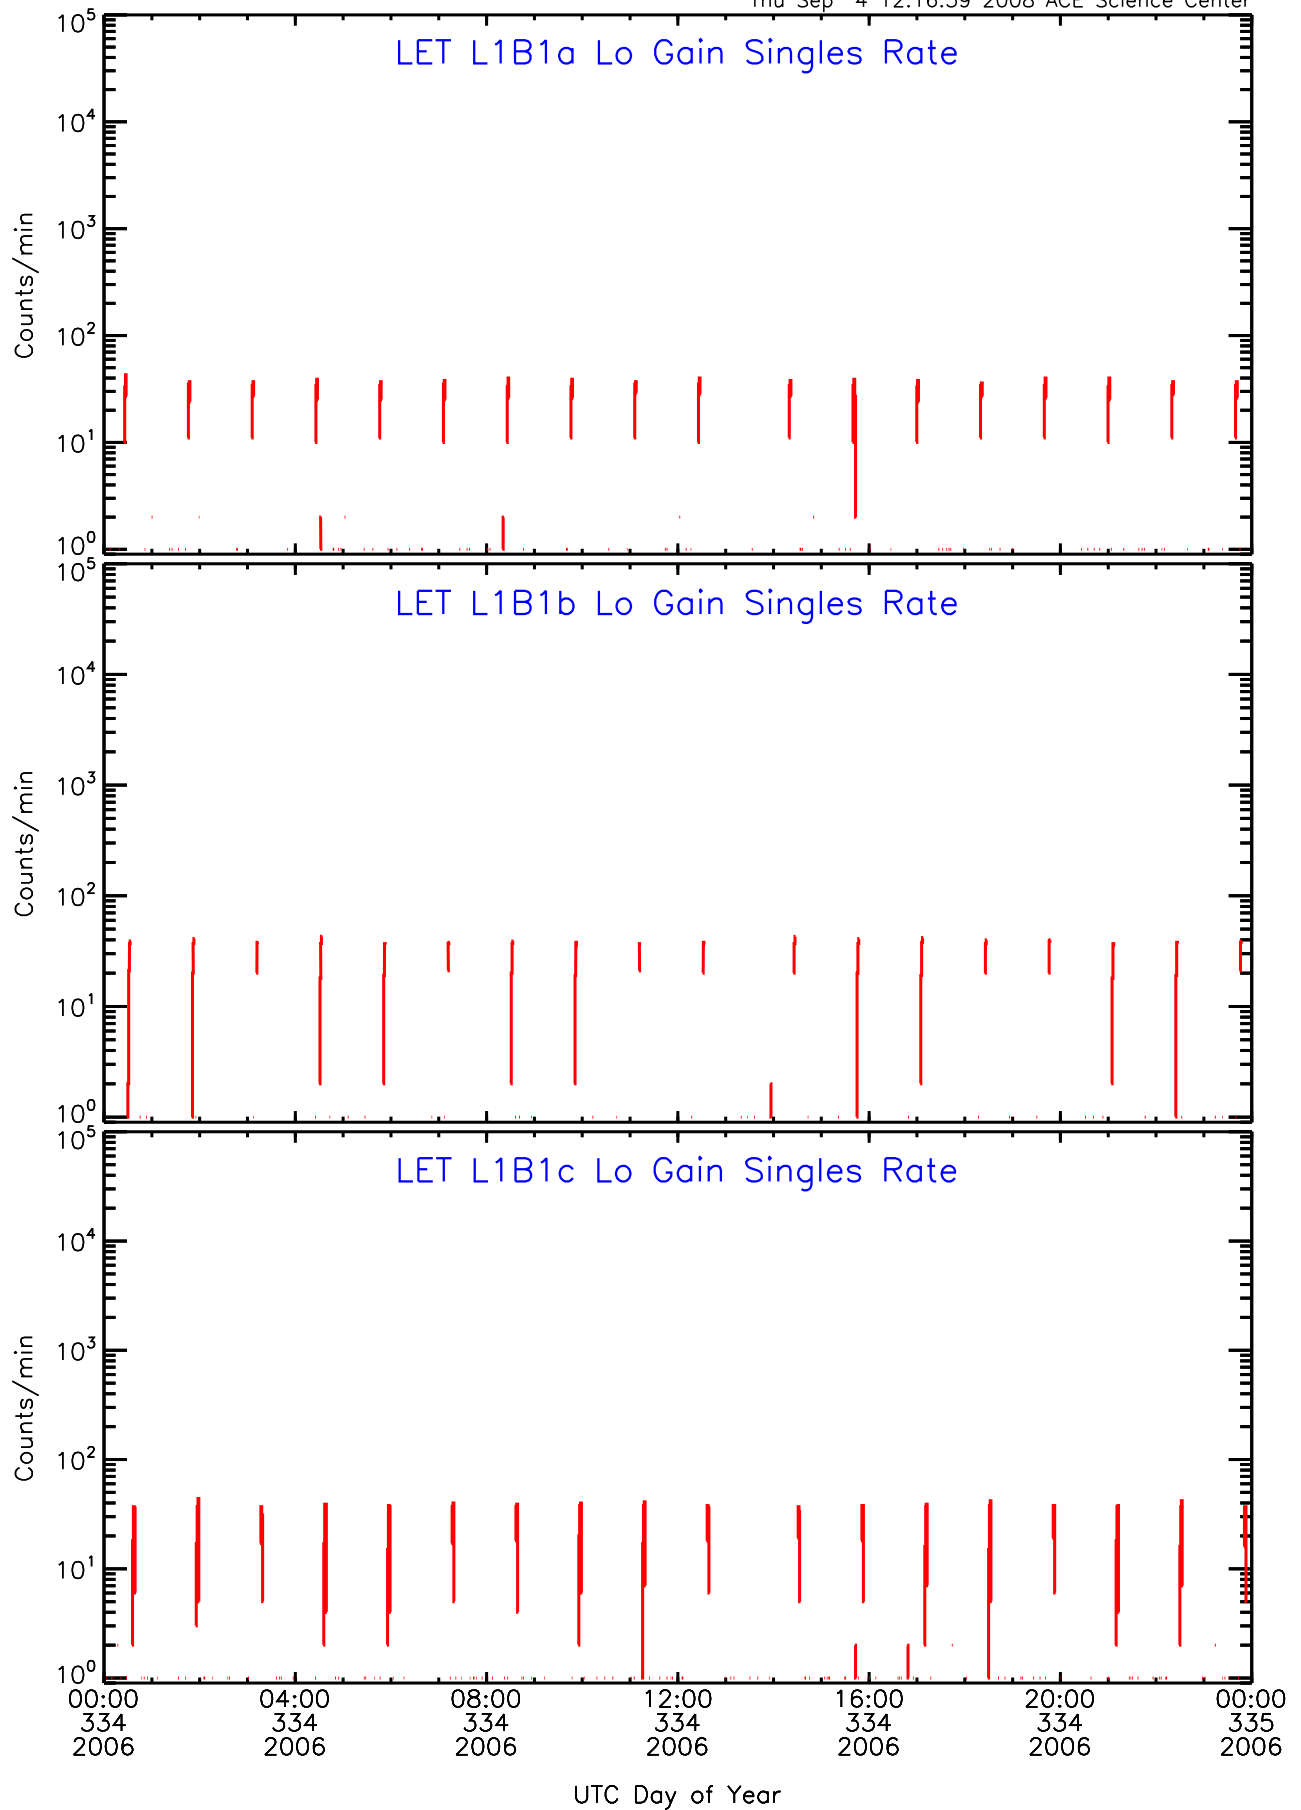 Thu Sep 4 12:16:59 2008 ACE Science Center
LET L1B1a Lo Gain Singles Rate
10^5
10^4
10^3
10^2
10^1
10^0
Counts/min
LET L1B1b Lo Gain Singles Rate
10^5
10^4
10^3
10^2
10^1
10^0
Counts/min
LET L1B1c Lo Gain Singles Rate
10^5
10^4
10^3
10^2
10^1
10^0
Counts/min
00:00 04:00 08:00 12:00 16:00 20:00 00:00
334 334 334 334 334 334 335
2006 2006 2006 2006 2006 2006 2006
UTC Day of Year